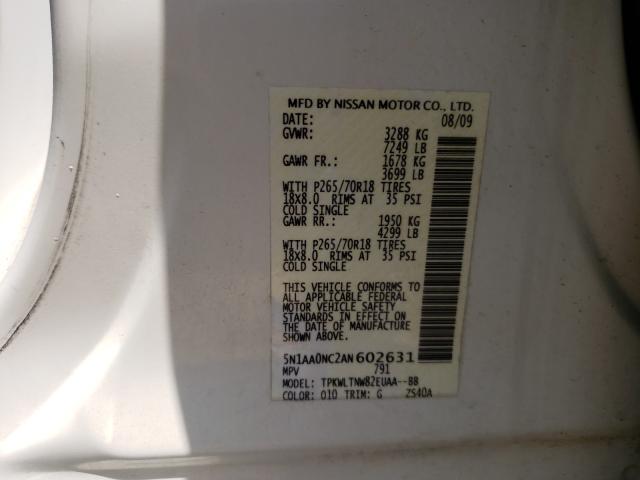 MFD BY NISSAN MOTOR CO., LTD.
DATE: 08/09
GVWR: 3288 KG
7249 LB
GAWR FR.: 1678 KG
3699 LB
WITH P265/70R18 TIRES
18X8.0 RIMS AT 35 PSI
COLD SINGLE
GAWR RR.: 1950 KG
4299 LB
WITH P265/70R18 TIRES
18X8.0 RIMS AT 35 PSI
COLD SINGLE
THIS VEHICLE CONFORMS TO
ALL APPLICABLE FEDERAL
MOTOR VEHICLE SAFETY
STANDARDS IN EFFECT ON
THE DATE OF MANUFACTURE
SHOWN ABOVE.
5N1AA0NC2AN602631
MPV 791
MODEL: TPKWLTNW82EUAA--BB
COLOR: 010 TRIM: G ZS40A